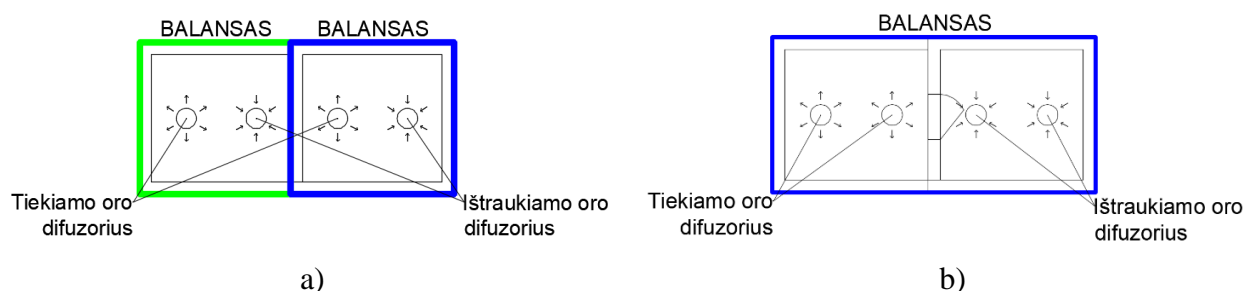 BALANSAS
BALANSAS
Tiekiamo oro
difuzorius
Ištraukiamo oro
difuzorius
a)
BALANSAS
Tiekiamo oro
difuzorius
Ištraukiamo oro
difuzorius
b)